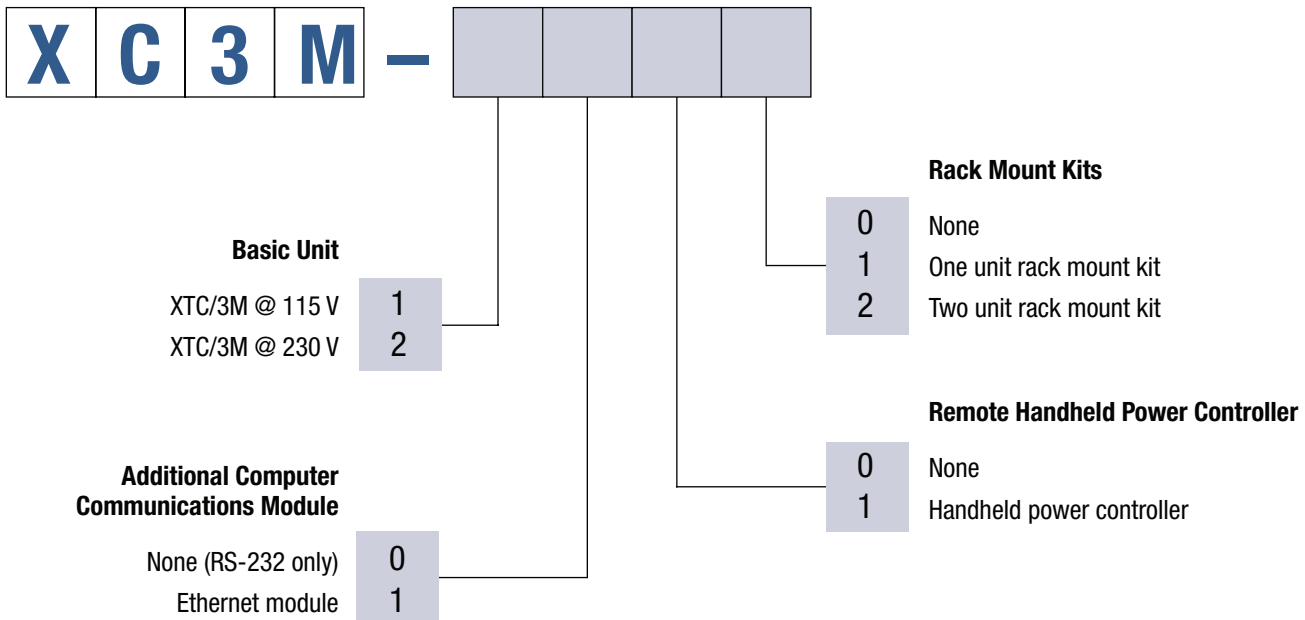 XC3M–
Basic Unit
XTC/3M @ 115 V 1
XTC/3M @ 230 V 2
Additional Computer
Communications Module
None (RS-232 only) 0
Ethernet module 1
Rack Mount Kits
0 None
1 One unit rack mount kit
2 Two unit rack mount kit
Remote Handheld Power Controller
0 None
1 Handheld power controller